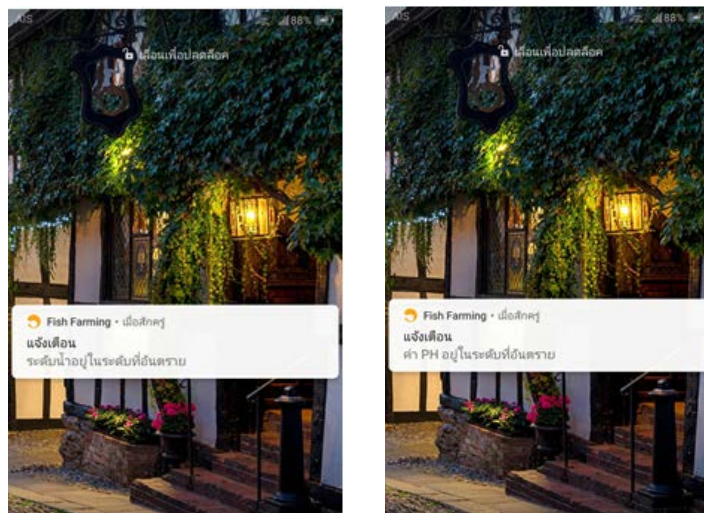 AIS
88%
เลื่อนเพื่อปลดล็อค
Fish Farming • เมื่อสักครู่
แจ้งเตือน
ระดับน้ำอยู่ในระดับที่อันตราย
AIS
88%
เลื่อนเพื่อปลดล็อค
Fish Farming • เมื่อสักครู่
แจ้งเตือน
ค่า PH อยู่ในระดับที่อันตราย